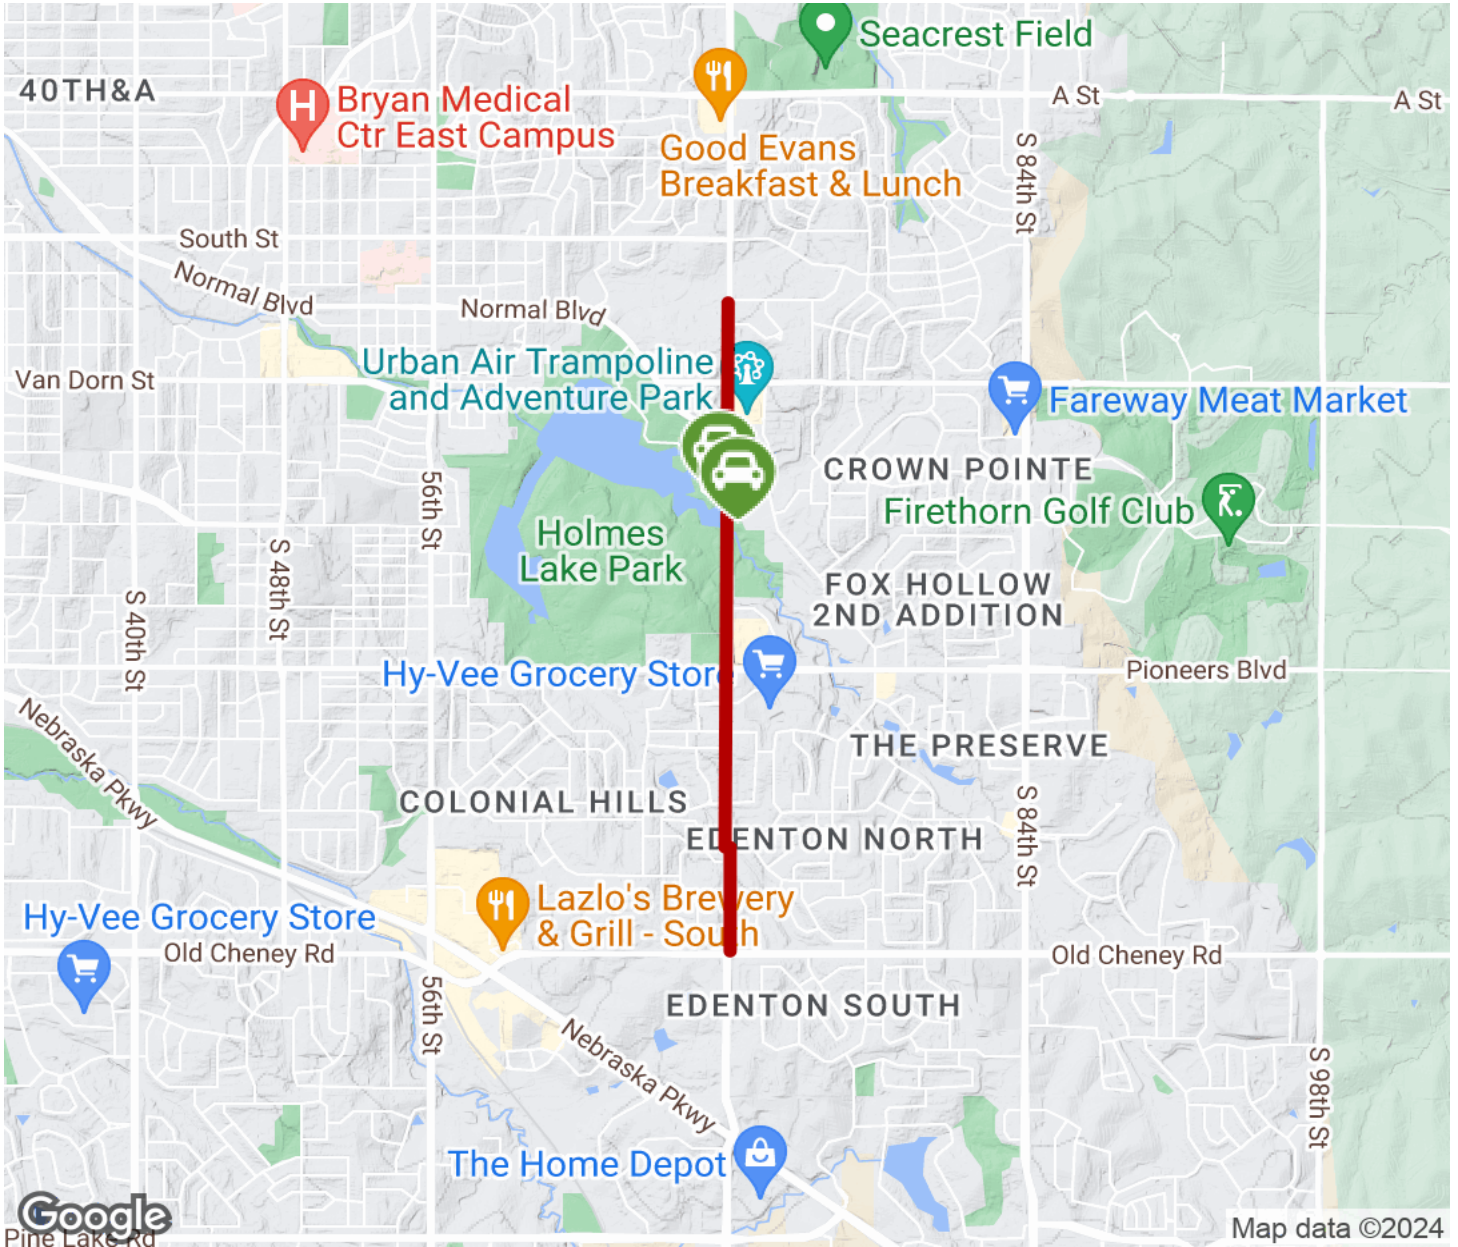 Seacrest Field
40TH&A
A St
A St
H
Bryan Medical
Ctr East Campus
Good Evans
Breakfast & Lunch
S 84th St
South St
Normal Blvd
Normal Blvd
Urban Air Trampoline
and Adventure Park
Van Dorn St
Fareway Meat Market
CROWN POINTE
56th St
Firethorn Golf Club
Holmes
Lake Park
S 48th St
FOX HOLLOW
2ND ADDITION
S 40th St
Hy-Vee Grocery Store
Pioneers Blvd
Nebraska Pkwy
THE PRESERVE
COLONIAL HILLS
EDENTON NORTH
S 84th St
Lazlo's Brewery
& Grill - South
Hy-Vee Grocery Store
Old Cheney Rd
Old Cheney Rd
56th St
EDENTON SOUTH
Nebraska Pkwy
S 98th St
The Home Depot
Google
Map data ©2024
Pine Lake Rd